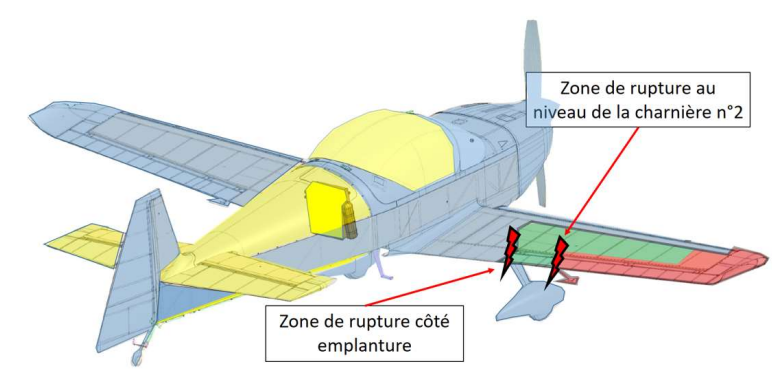 Zone de rupture au
niveau de la charnière n°2
Zone de rupture côté
emplanture